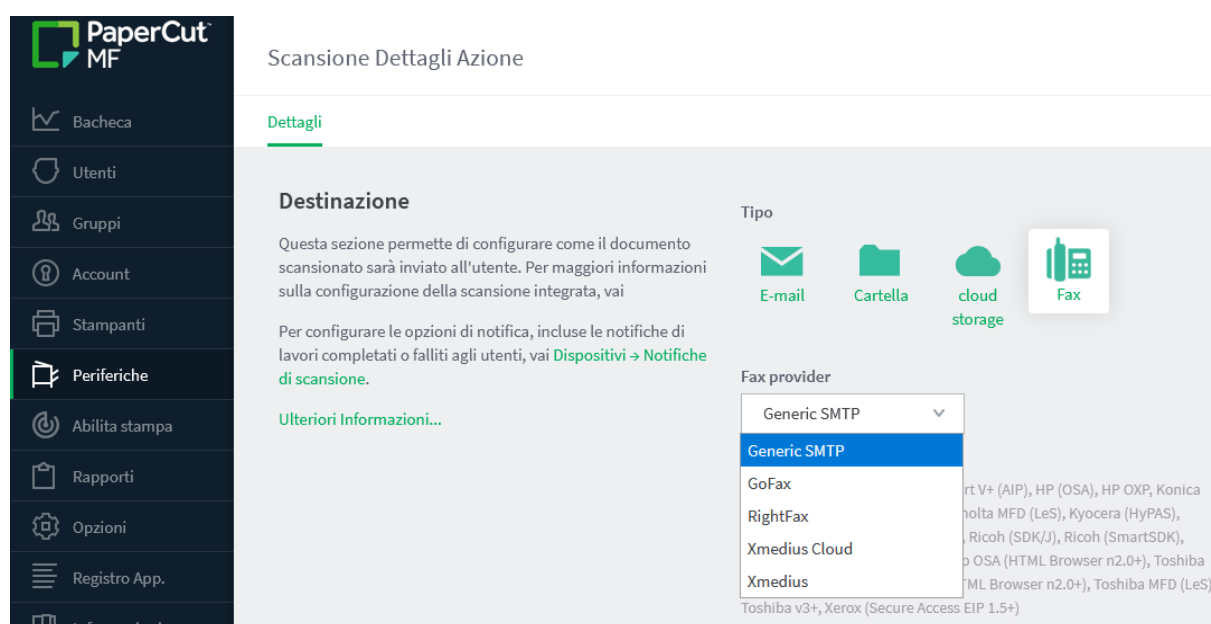 PaperCut
MF
Scansione Dettagli Azione
Bacheca
Dettagli
Utenti
Gruppi
Account
Stampanti
Periferiche
Abilita stampa
Rapporti
Opzioni
Registro App.
Destinazione
Questa sezione permette di configurare come il documento
scansionato sarà inviato all'utente. Per maggiori informazioni
sulla configurazione della scansione integrata, vai
Per configurare le opzioni di notifica, incluse le notifiche di
lavori completati o falliti agli utenti, vai Dispositivi → Notifiche
di scansione.
Ulteriori Informazioni...
Tipo
E-mail
Cartella
cloud
storage
Fax
Fax provider
Generic SMTP
Generic SMTP
GoFax
RightFax
Xmedius Cloud
Xmedius
V+ (AIP), HP (OSA), HP OXP, Konica
MFD (LeS), Kyocera (HyPAS),
, Ricoh (SDK/J), Ricoh (SmartSDK),
OSA (HTML Browser n2.0+), Toshiba
Browser n2.0+), Toshiba MFD (LeS)
Toshiba v3+, Xerox (Secure Access EIP 1.5+)